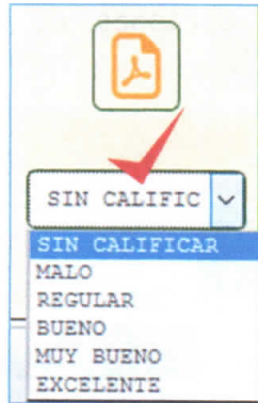 SIN CALIFIC
SIN CALIFICAR
MALO
REGULAR
BUENO
MUY BUENO
EXCELENTE